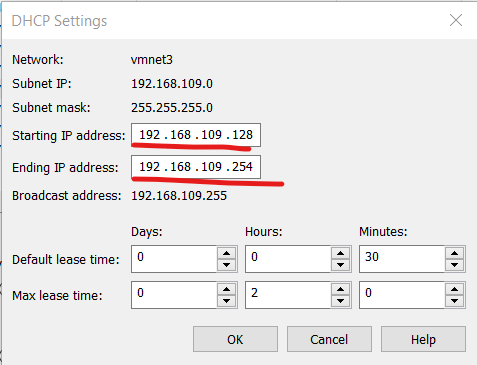 DHCP Settings
Network: vmnet3
Subnet IP: 192.168.109.0
Subnet mask: 255.255.255.0
Starting IP address: 192 . 168 . 109 . 128
Ending IP address: 192 . 168 . 109 . 254
Broadcast address: 192.168.109.255
Days: Hours: Minutes:
Default lease time: 0 0 30
Max lease time: 0 2 0
OK Cancel Help